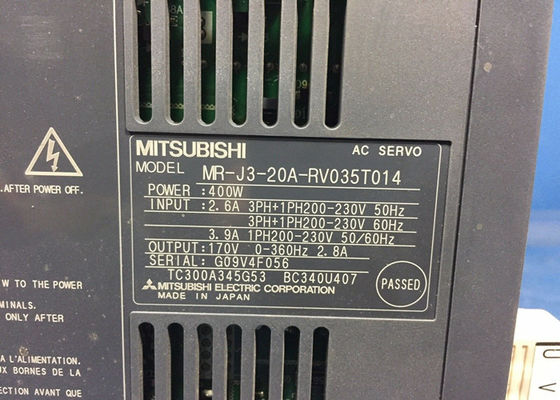 MITSUBISHI AC SERVO
MODEL MR-J3-20A-RV035T014
POWER :400W
INPUT :2.6A 3PH+1PH200-230V 50Hz
3PH+1PH200-230V 60Hz
3.9A 1PH200-230V 50/60Hz
OUTPUT:170V 0-360Hz 2.8A
SERIAL: G09V4F056
TC300A345G53 BC340U407
MITSUBISHI ELECTRIC CORPORATION
MADE IN JAPAN
PASSED
.AFTER POWER OFF.
W TO THE POWER
MINALS.
ONLY AFTER
A L'ALIMENTATION.
UX BORNES DE LA
ECTION AVANT QUE
U V